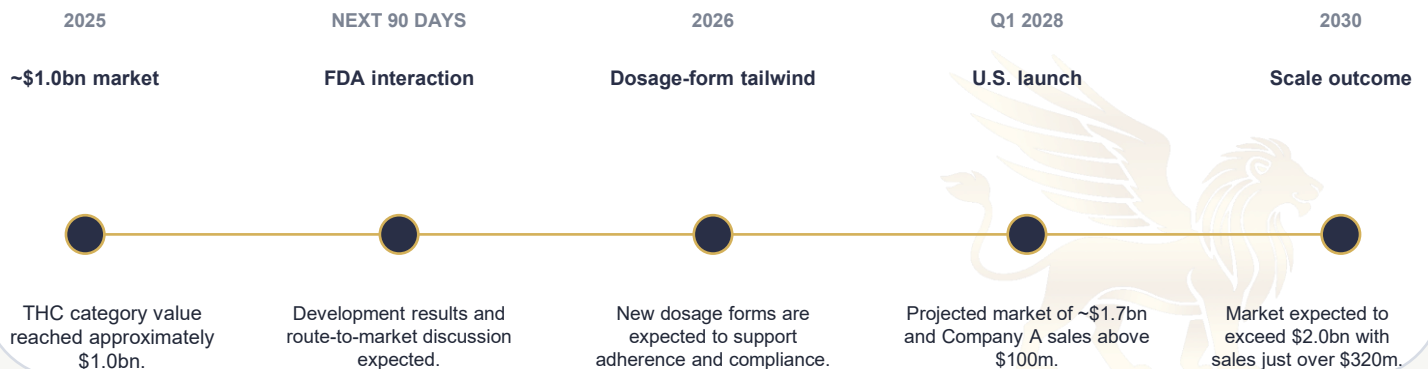 2025
NEXT 90 DAYS
2026
Q1 2028
2030
~$1.0bn market
FDA interaction
Dosage-form tailwind
U.S. launch
Scale outcome
THC category value
reached approximately
$1.0bn.
Development results and
route-to-market discussion
expected.
New dosage forms are
expected to support
adherence and compliance.
Projected market of ~$1.7bn
and Company A sales above
$100m.
Market expected to
exceed $2.0bn with
sales just over $320m.